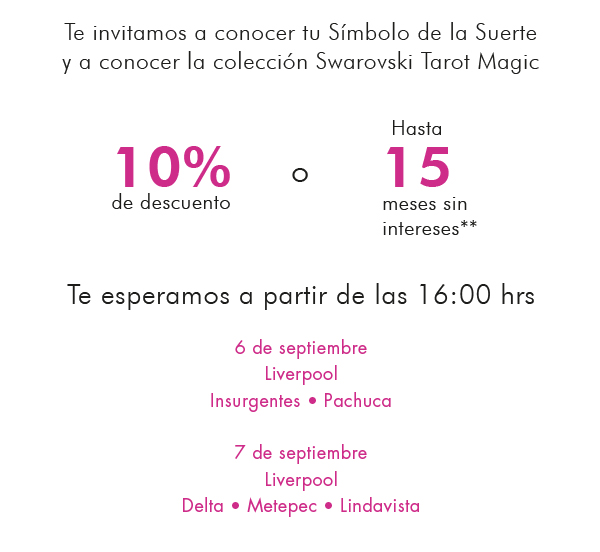 Te invitamos a conocer tu Símbolo de la Suerte
y a conocer la colección Swarovski Tarot Magic
10%
de descuento
o
Hasta
15
meses sin
intereses**
Te esperamos a partir de las 16:00 hrs
6 de septiembre
Liverpool
Insurgentes • Pachuca
7 de septiembre
Liverpool
Delta • Metepec • Lindavista